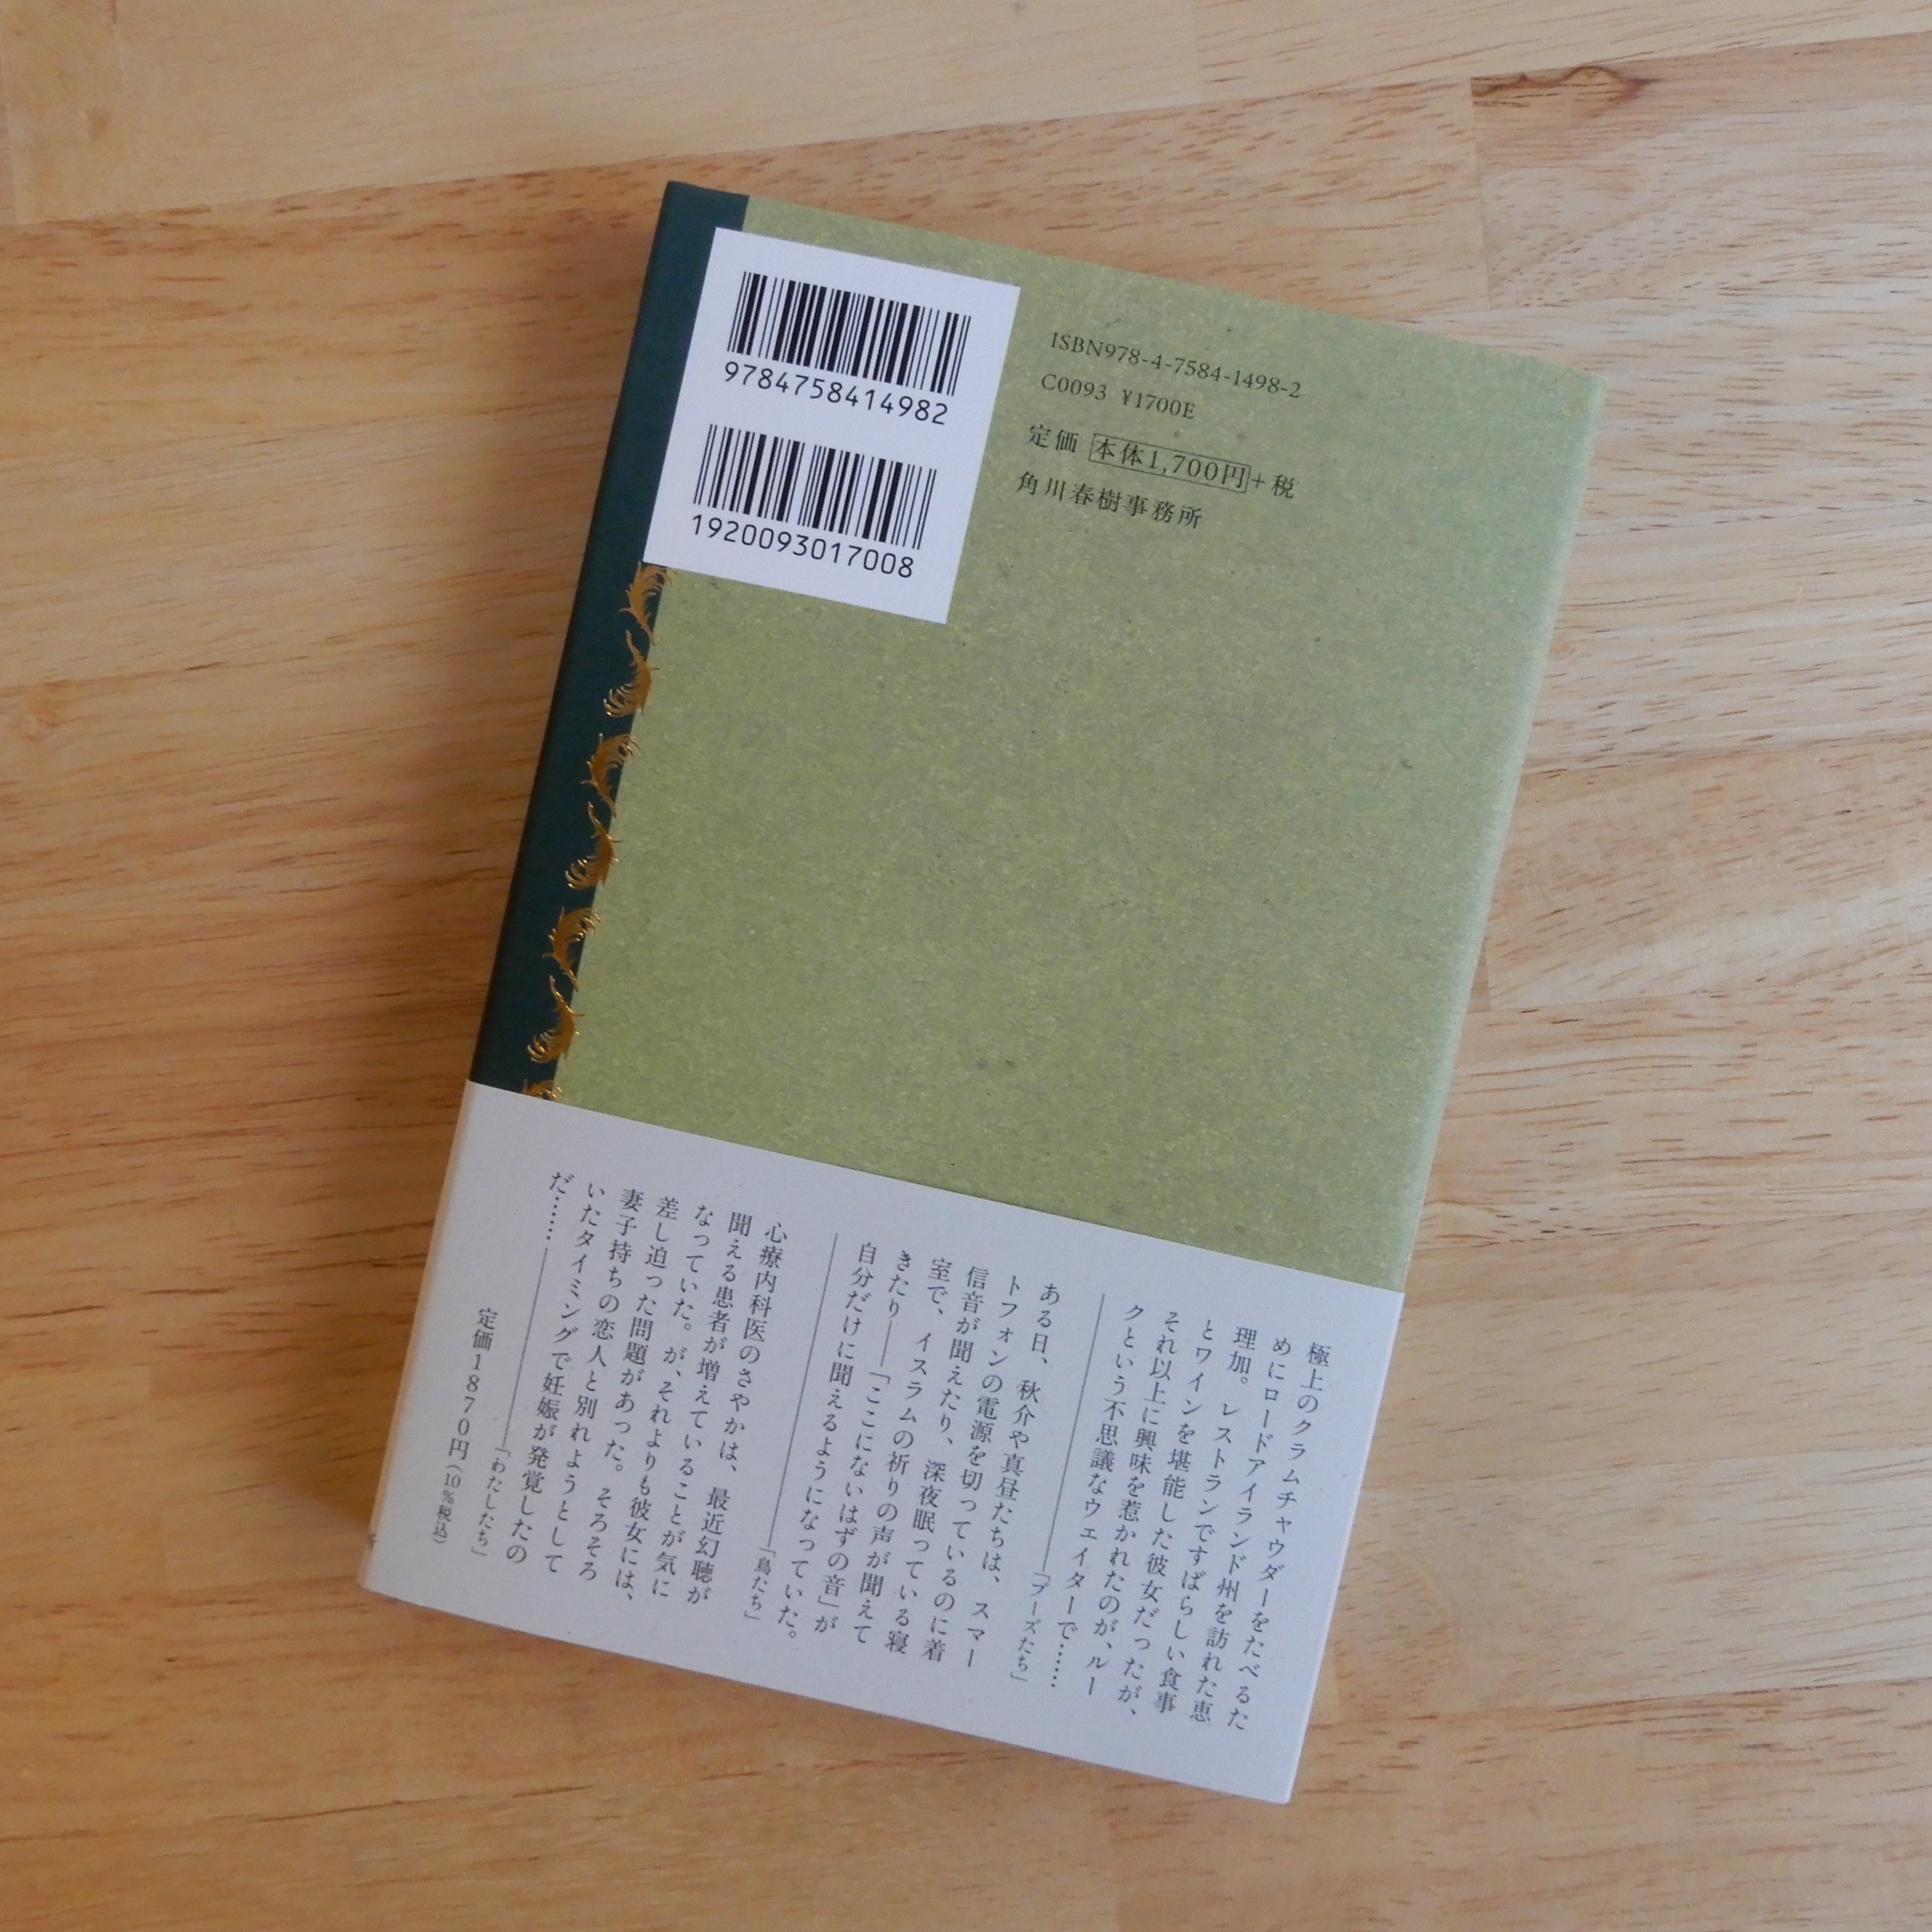 9784758414982
1920093017008
ISBN978-4-7584-1498-2
C0093 ¥1700E
定価 本体1,700円+税
角川春樹事務所
極上のクラムチャウダーをたべるた
めにロードアイランド州を訪れた恵
理加。レストランですばらしい食事
とワインを堪能した彼女だったが、
それ以上に興味を惹かれたのが、ルー
クという不思議なウェイターで……
――「アーズたち」
ある日、秋介や真昼たちは、スマー
トフォンの電源を切っているのに着
信音が聞えたり、深夜眠っている寝
室で、イスラムの祈りの声が聞えて
きたり――「ここにないはずの音」が
自分だけに聞えるようになっていた。
――「鳥たち」
心療内科医のさやかは、最近幻聴が
聞える患者が増えていることが気に
なっていた。が、それよりも彼女には、
差し迫った問題があった。そろそろ
妻子持ちの恋人と別れようとして
いたタイミングで妊娠が発覚したの
だ……――「わたしたち」
定価1870円(10%税込)